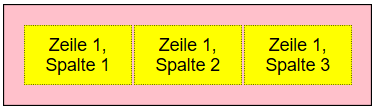 Zeile 1,
Spalte 1
Zeile 1,
Spalte 2
Zeile 1,
Spalte 3